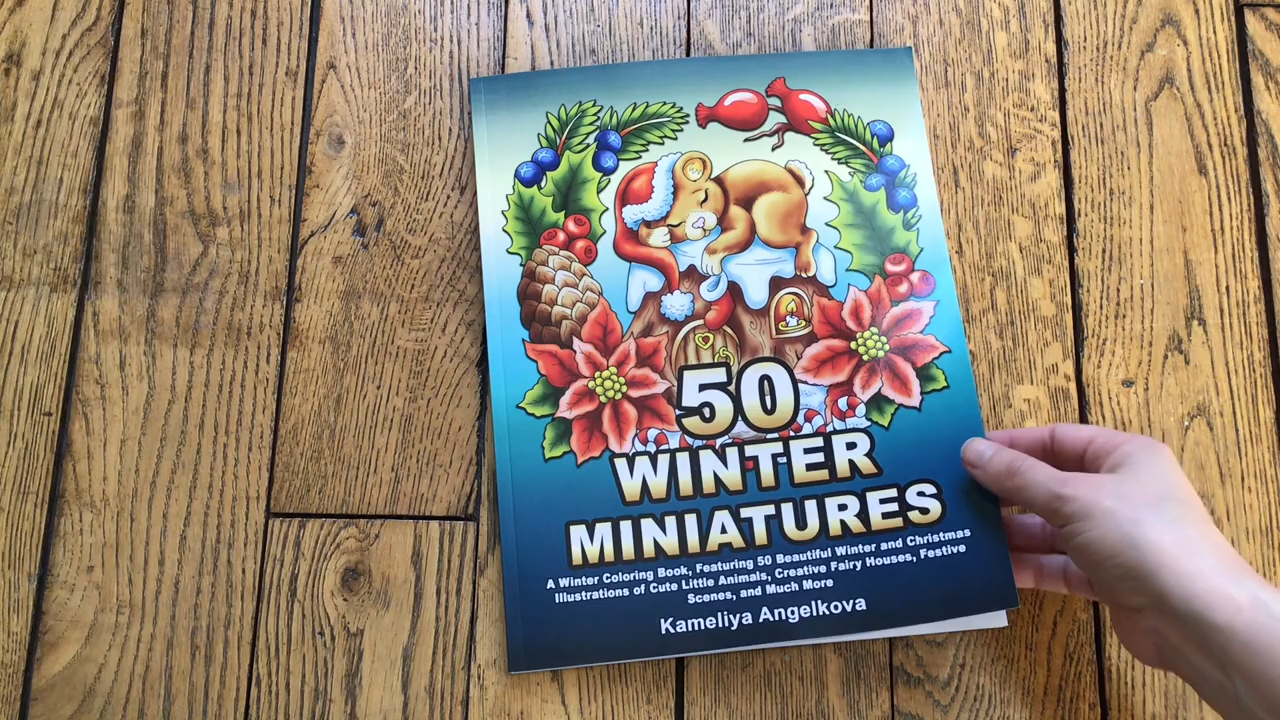 50
WINTER
MINIATURES
A Winter Coloring Book, Featuring 50 Beautiful Winter and Christmas
Illustrations of Cute Little Animals, Creative Fairy Houses, Festive
Scenes, and Much More
Kameliya Angelkova